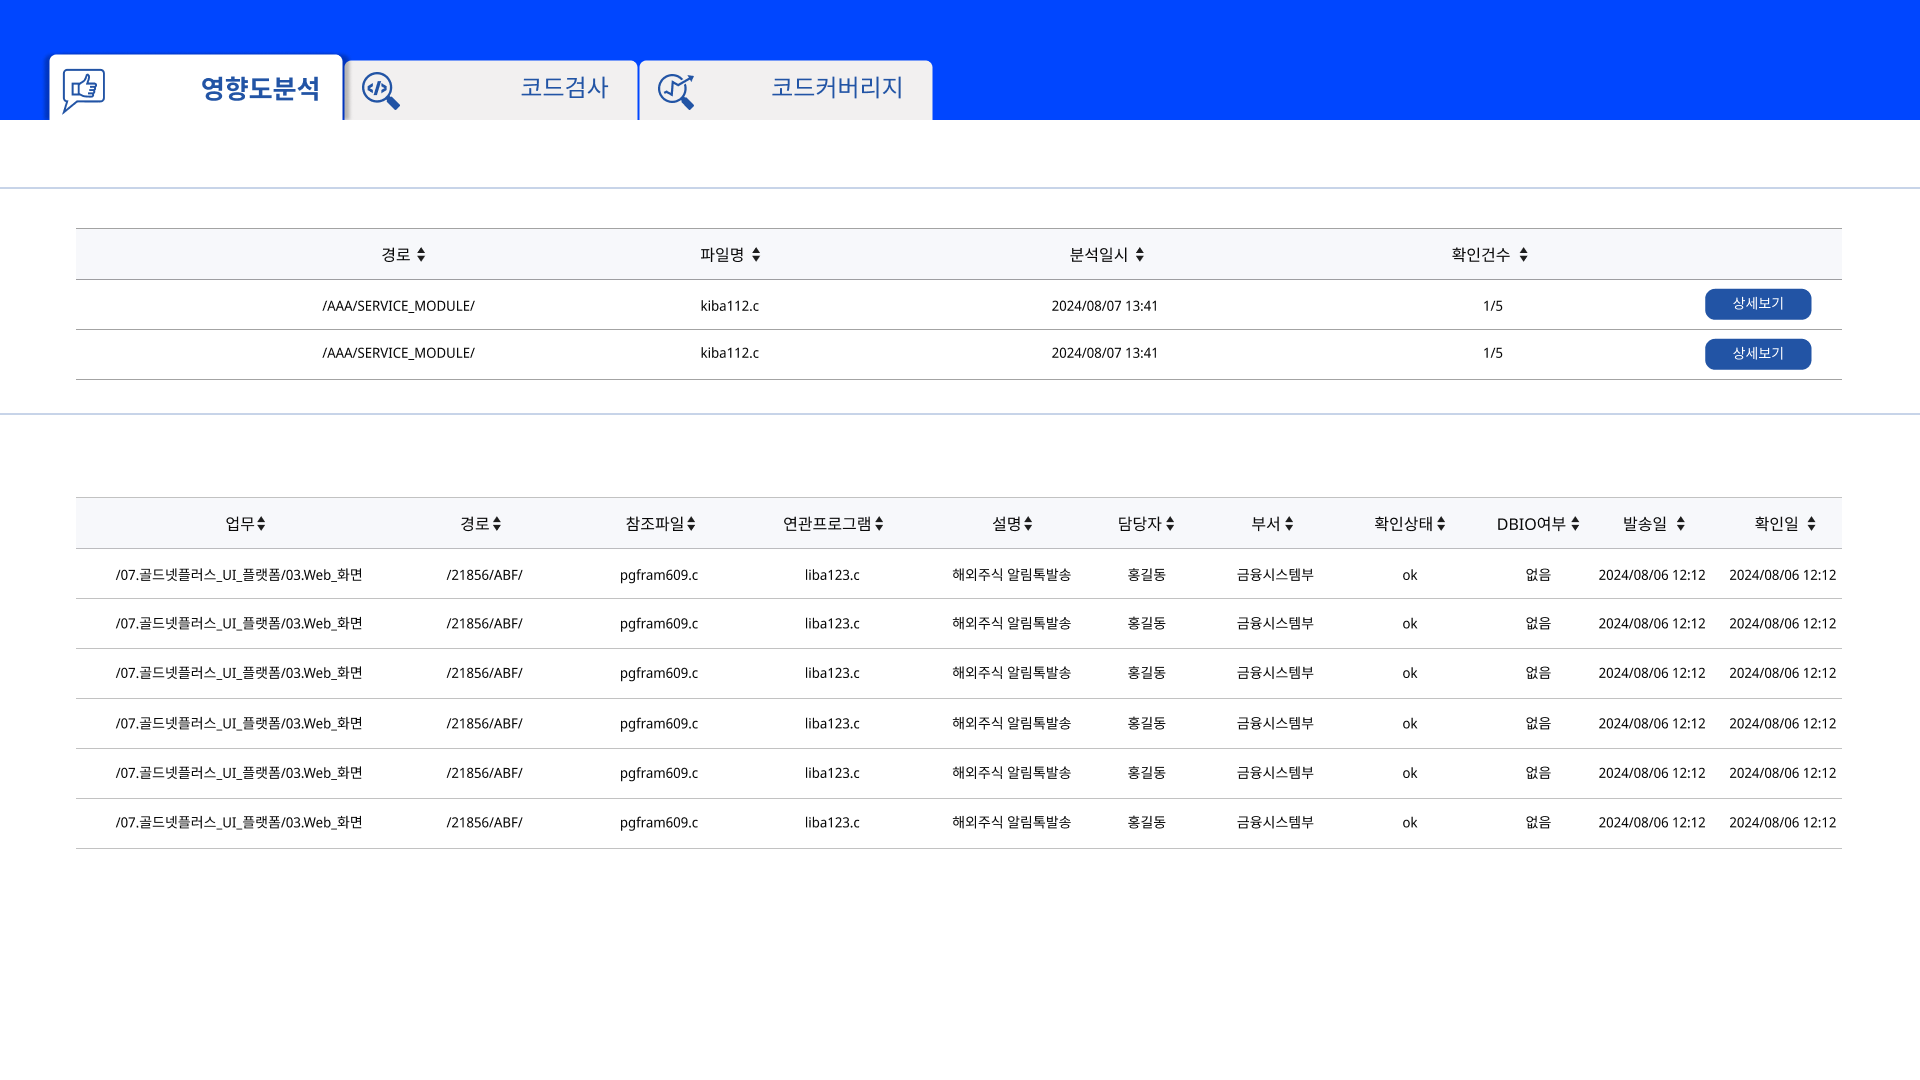 영향도분석 코드검사 코드커버리지
경로 파일명 분석일시 확인건수
/AAA/SERVICE_MODULE/ kiba112.c 2024/08/07 13:41 1/5 상세보기
/AAA/SERVICE_MODULE/ kiba112.c 2024/08/07 13:41 1/5 상세보기
업무 경로 참조파일 연관프로그램 설명 담당자 부서 확인상태 DBIO여부 발송일 확인일
/07.골드넷플러스_UI_플랫폼/03.Web_화면 /21856/ABF/ pgfram609.c liba123.c 해외주식 알림톡발송 홍길동 금융시스템부 ok 없음 2024/08/06 12:12 2024/08/06 12:12
/07.골드넷플러스_UI_플랫폼/03.Web_화면 /21856/ABF/ pgfram609.c liba123.c 해외주식 알림톡발송 홍길동 금융시스템부 ok 없음 2024/08/06 12:12 2024/08/06 12:12
/07.골드넷플러스_UI_플랫폼/03.Web_화면 /21856/ABF/ pgfram609.c liba123.c 해외주식 알림톡발송 홍길동 금융시스템부 ok 없음 2024/08/06 12:12 2024/08/06 12:12
/07.골드넷플러스_UI_플랫폼/03.Web_화면 /21856/ABF/ pgfram609.c liba123.c 해외주식 알림톡발송 홍길동 금융시스템부 ok 없음 2024/08/06 12:12 2024/08/06 12:12
/07.골드넷플러스_UI_플랫폼/03.Web_화면 /21856/ABF/ pgfram609.c liba123.c 해외주식 알림톡발송 홍길동 금융시스템부 ok 없음 2024/08/06 12:12 2024/08/06 12:12
/07.골드넷플러스_UI_플랫폼/03.Web_화면 /21856/ABF/ pgfram609.c liba123.c 해외주식 알림톡발송 홍길동 금융시스템부 ok 없음 2024/08/06 12:12 2024/08/06 12:12